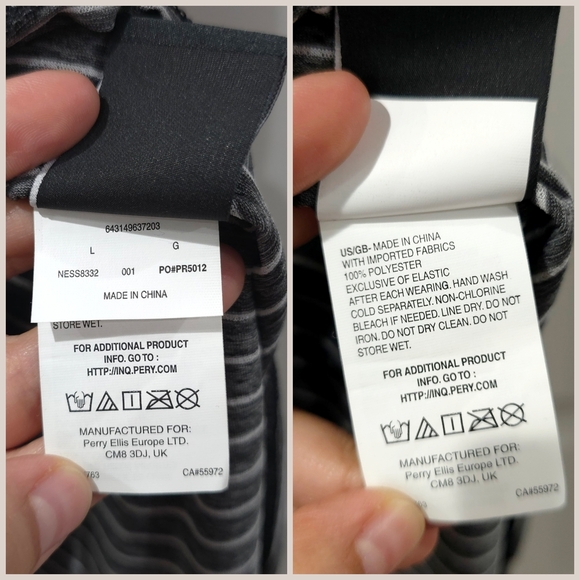 643149637203
L G
NESS8332 001 PO#PR5012
MADE IN CHINA
STORE WET.
FOR ADDITIONAL PRODUCT
INFO. GO TO :
HTTP://INQ.PERY.COM
MANUFACTURED FOR:
Perry Ellis Europe LTD.
CM8 3DJ, UK
CA#55972
US/GB- MADE IN CHINA
WITH IMPORTED FABRICS
100% POLYESTER
EXCLUSIVE OF ELASTIC
AFTER EACH WEARING. HAND WASH
COLD SEPARATELY. NON-CHLORINE
BLEACH IF NEEDED. LINE DRY. DO NOT
IRON. DO NOT DRY CLEAN. DO NOT
STORE WET.
FOR ADDITIONAL PRODUCT
INFO. GO TO :
HTTP://INQ.PERY.COM
MANUFACTURED FOR:
Perry Ellis Europe LTD.
CM8 3DJ, UK
CA#55972